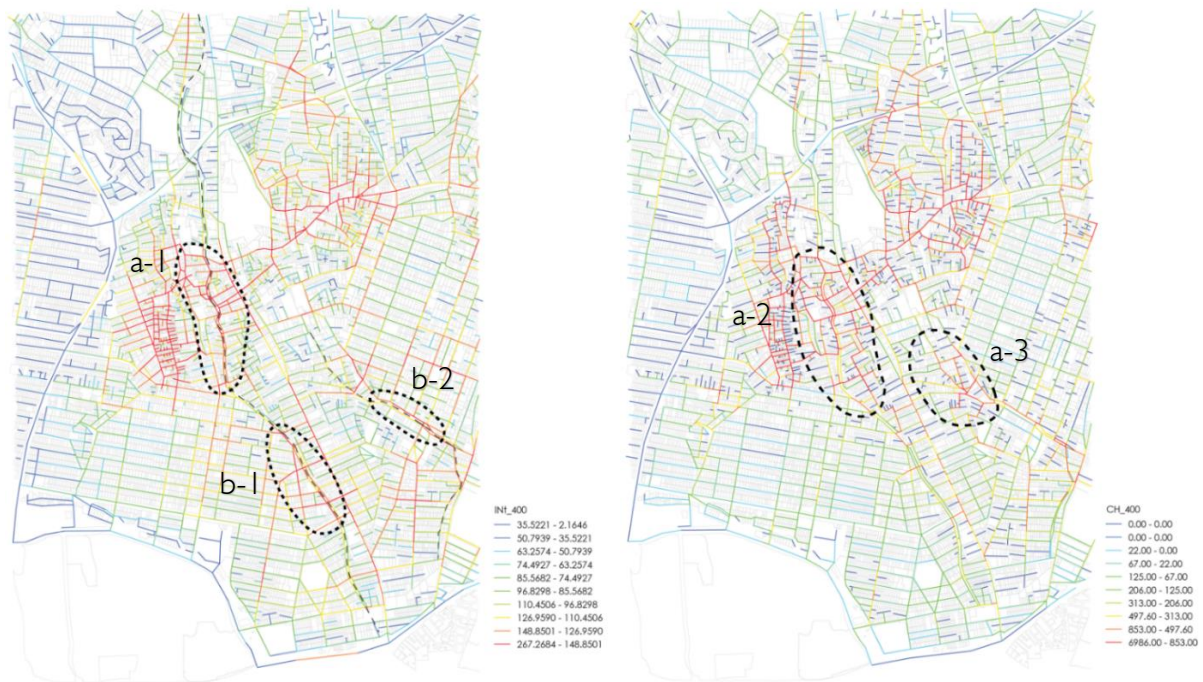 a-1
b-2
b-1
INt_400
35.5221 - 2.1646
50.7939 - 35.5221
63.2574 - 50.7939
74.4927 - 63.2574
85.5682 - 74.4927
96.8298 - 85.5682
110.4506 - 96.8298
126.9590 - 110.4506
148.8501 - 126.9590
267.2684 - 148.8501
a-2
a-3
CH_400
0.00 - 0.00
0.00 - 0.00
22.00 - 0.00
67.00 - 22.00
125.00 - 67.00
206.00 - 125.00
313.00 - 206.00
497.60 - 313.00
853.00 - 497.60
6986.00 - 853.00